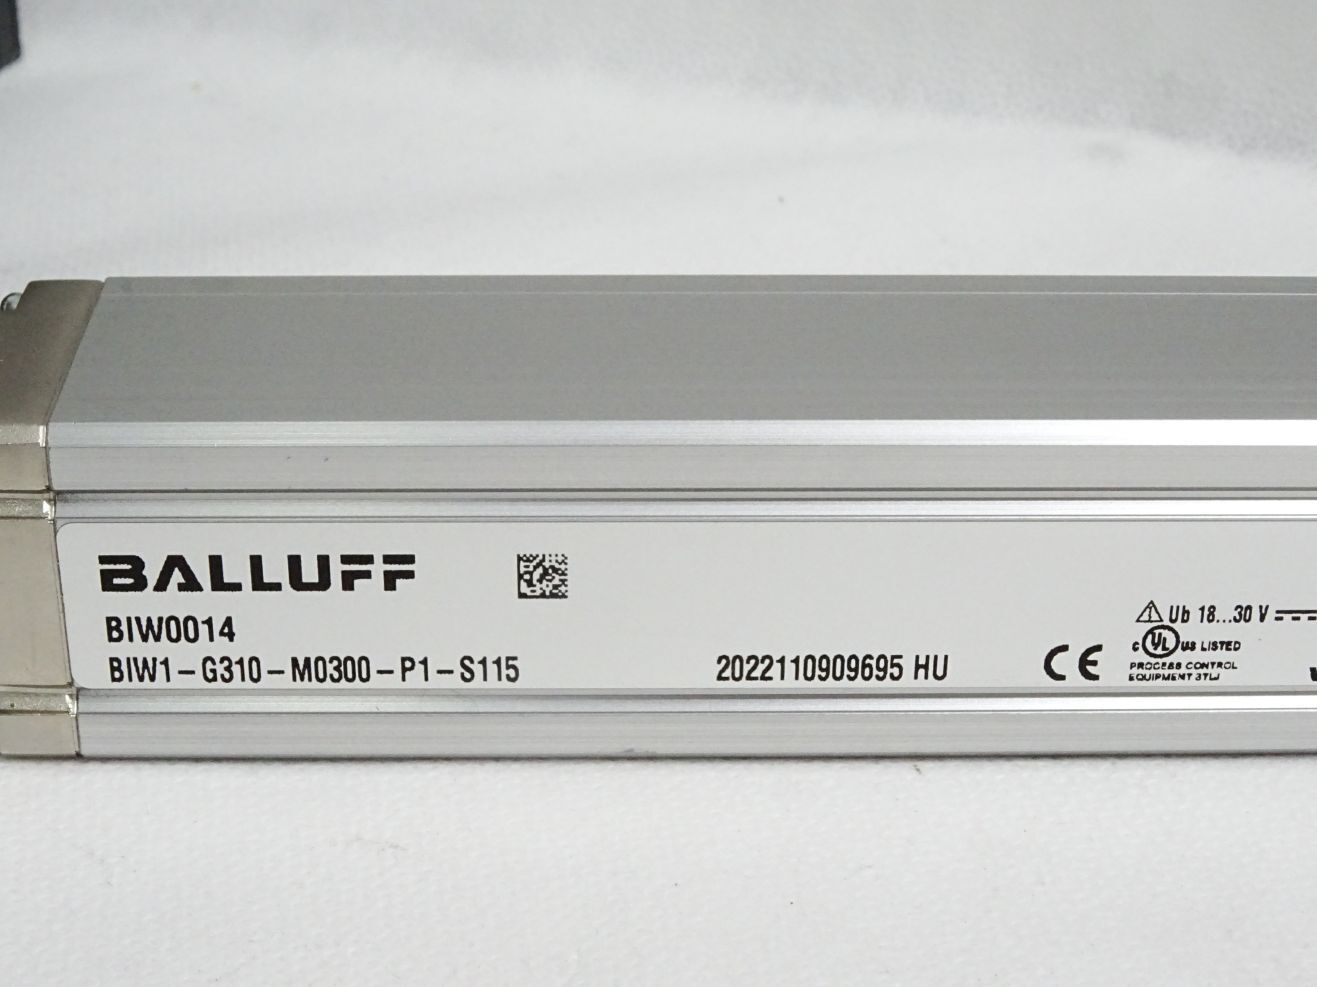 BALLUFF
BIW0014
BIW1-G310-M0300-P1-S115
2022110909695 HU
CE
Ub 18...30 V
c UL us LISTED
PROCESS CONTROL
EQUIPMENT 37LJ